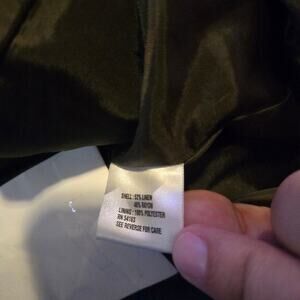 SHELL : 52% LINEN
48% RAYON
LINING : 100% POLYESTER
RN 54163
SEE REVERSE FOR CARE